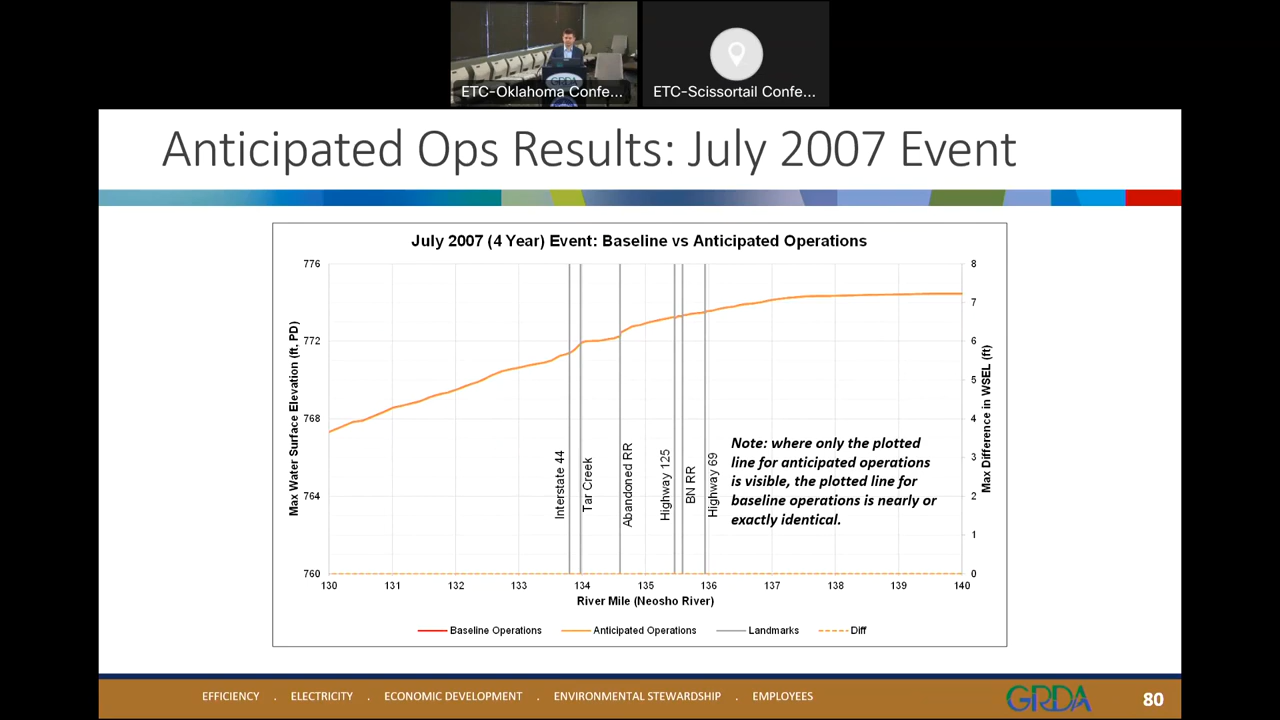 ETC-Oklahoma Confe...
ETC-Scissortail Confe...
Anticipated Ops Results: July 2007 Event
July 2007 (4 Year) Event: Baseline vs Anticipated Operations
776
772
768
764
760
Max Water Surface Elevation (ft, PD)
8
7
6
5
4
3
2
1
0
Max Difference in WSEL (ft)
Interstate 44
Tar Creek
Abandoned RR
Highway 125
BN RR
Highway 69
Note: where only the plotted
line for anticipated operations
is visible, the plotted line for
baseline operations is nearly or
exactly identical.
130 131 132 133 134 135 136 137 138 139 140
River Mile (Neosho River)
Baseline Operations Anticipated Operations Landmarks Diff
EFFICIENCY . ELECTRICITY . ECONOMIC DEVELOPMENT . ENVIRONMENTAL STEWARDSHIP . EMPLOYEES
GRDA
80